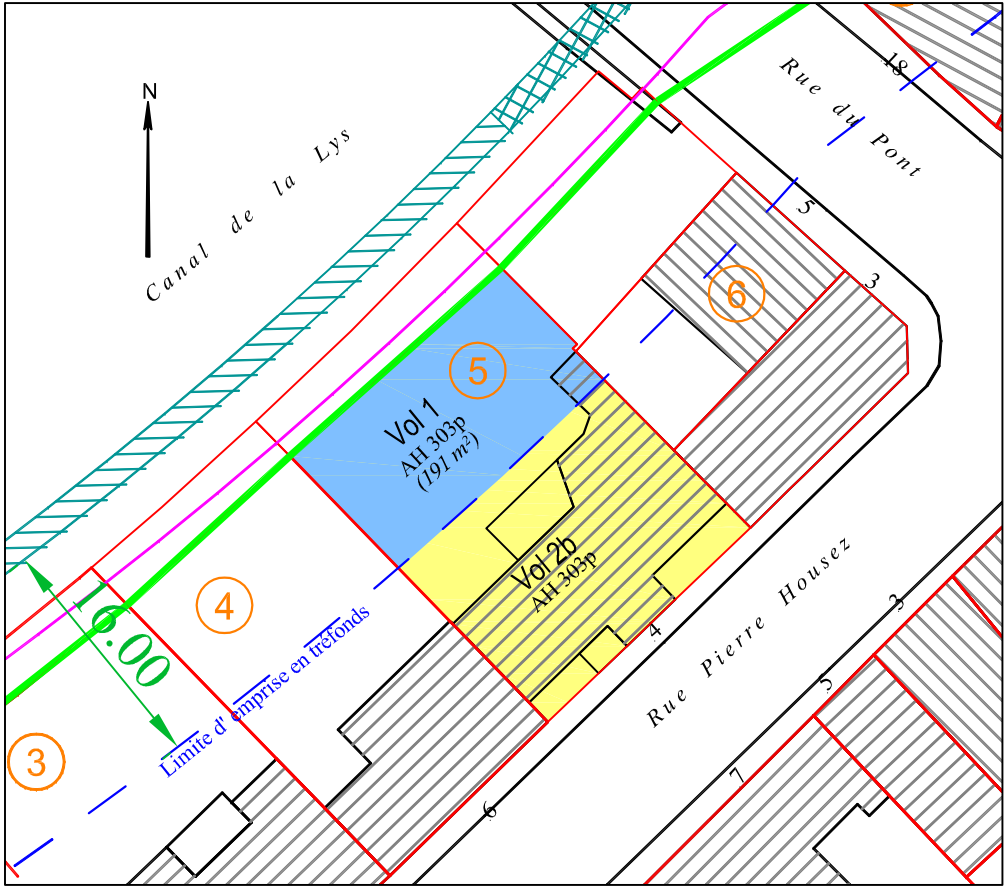 N
Canal de la Lys
Rue du Pont
18
5
3
6
5
Vol 1
AH 303p
(191 m²)
Vol 2b
AH 303p
4
16.00
Limite d' emprise en tréfonds
3
4
Rue Pierre Housez
3
5
7
6